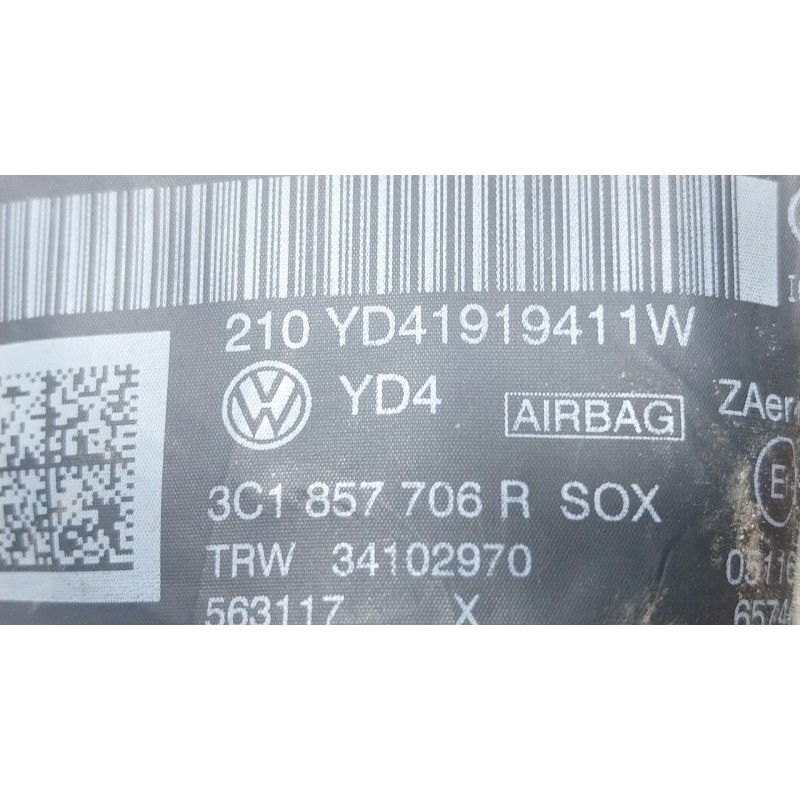 210 YD41919411W
YD4 AIRBAG
3C1 857 706 R SOX
TRW 34102970
563117 X